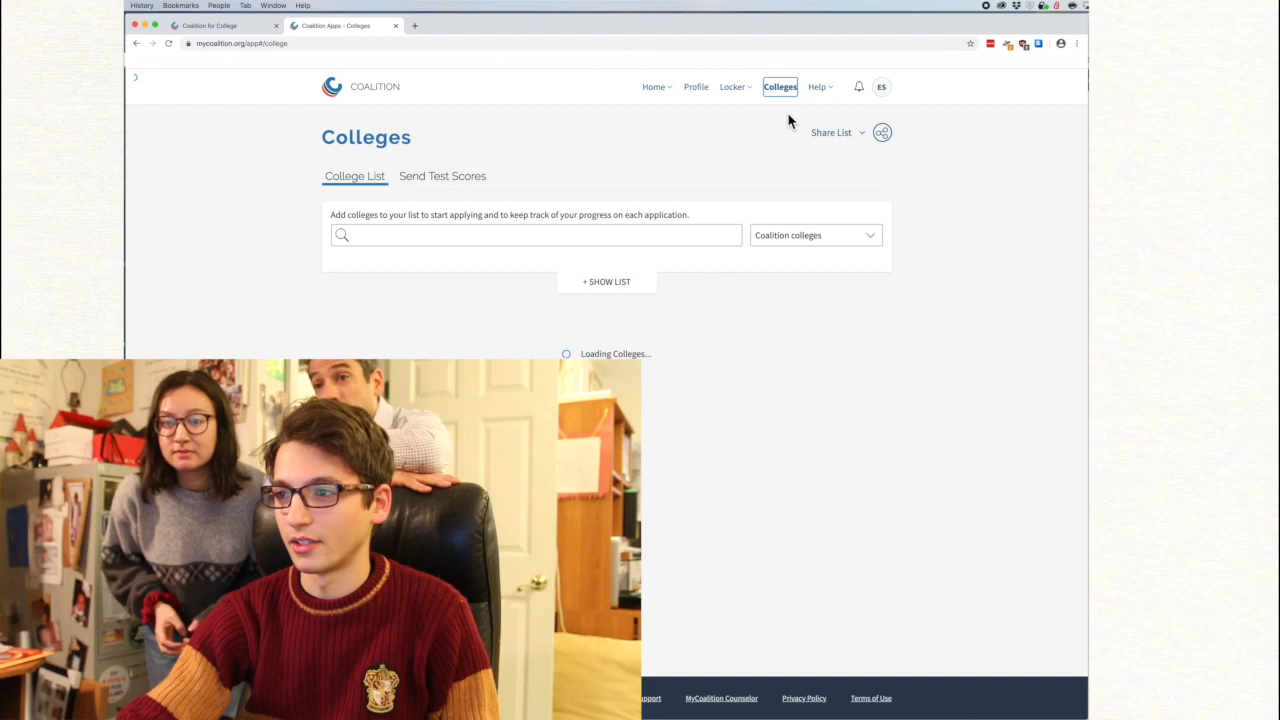 History Bookmarks People Tab Window Help
Coalition for College
Coalition Apps - Colleges
mycoalition.org/app#/college
COALITION
Home
Profile
Locker
Colleges
Help
ES
Colleges
Share List
College List
Send Test Scores
Add colleges to your list to start applying and to keep track of your progress on each application.
Coalition colleges
+ SHOW LIST
Loading Colleges...
MyCoalition Counselor
Privacy Policy
Terms of Use